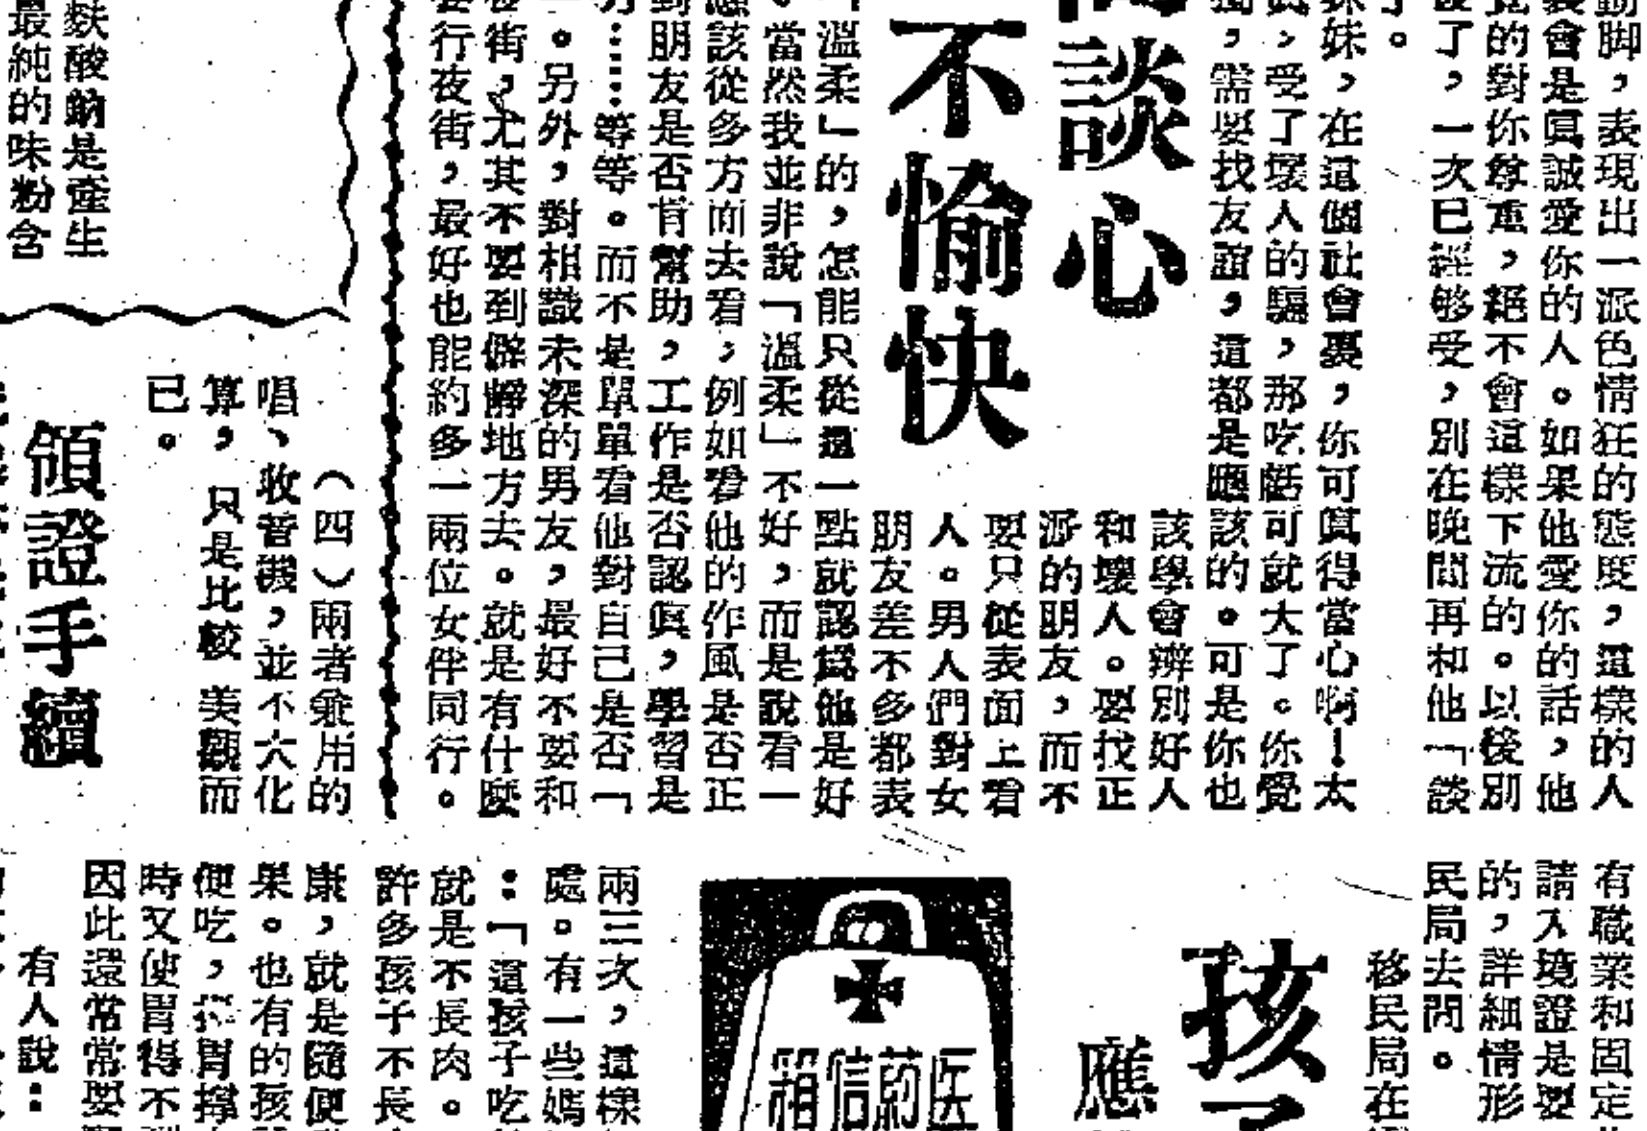 動脚，表現出一派色情狂的態度，這樣的人
會是眞誠愛你的人。如果他愛你的話，他
的對你尊重，絕不會這樣下流的。以後別
了，一次已經够受，別在晚間再和他「談
。
妹妹，在這個社會裏，你可眞得當心啊！太
，受了壞人的騙，那吃虧可就大了。你覺
，需要找友誼，這都是應該的。可是你也
該學會辨別好人
和壞人。要找正
派的朋友，而不
要只從表面上看
人。男人們對女
朋友差不多都表
談心
不愉快
溫柔」的，怎能只從這一點就認爲他是好
。當然我並非說「溫柔」不好，而是說看一
應該從多方面去看，例如看他的作風是否正
對朋友是否肯幫助，工作是否認眞，學習是
……等等。而不是單單看他對自己是否「
。另外，對相識未深的男友，最好不要和
夜街，尤其不要到僻靜地方去。就是有什麼
要行夜街，最好也能約多一兩位女伴同行。
麩酸鈉是產生
最純的味粉含
（四）兩者兼用的
唱、收音機，並不大化
算，只是比較美觀而
已。
領證手續
有職業和固定
請入境證是要
的，詳細情形
民局去問。
移民局在
孩子
應
祖信葯医
兩三次，這樣
處。有一些媽
：「這孩子吃
就是不長肉。
許多孩子不長
康，就是隨便
果。也有的孩
便吃，把胃撐
時又使胃得不
因此還常常要
有人說：